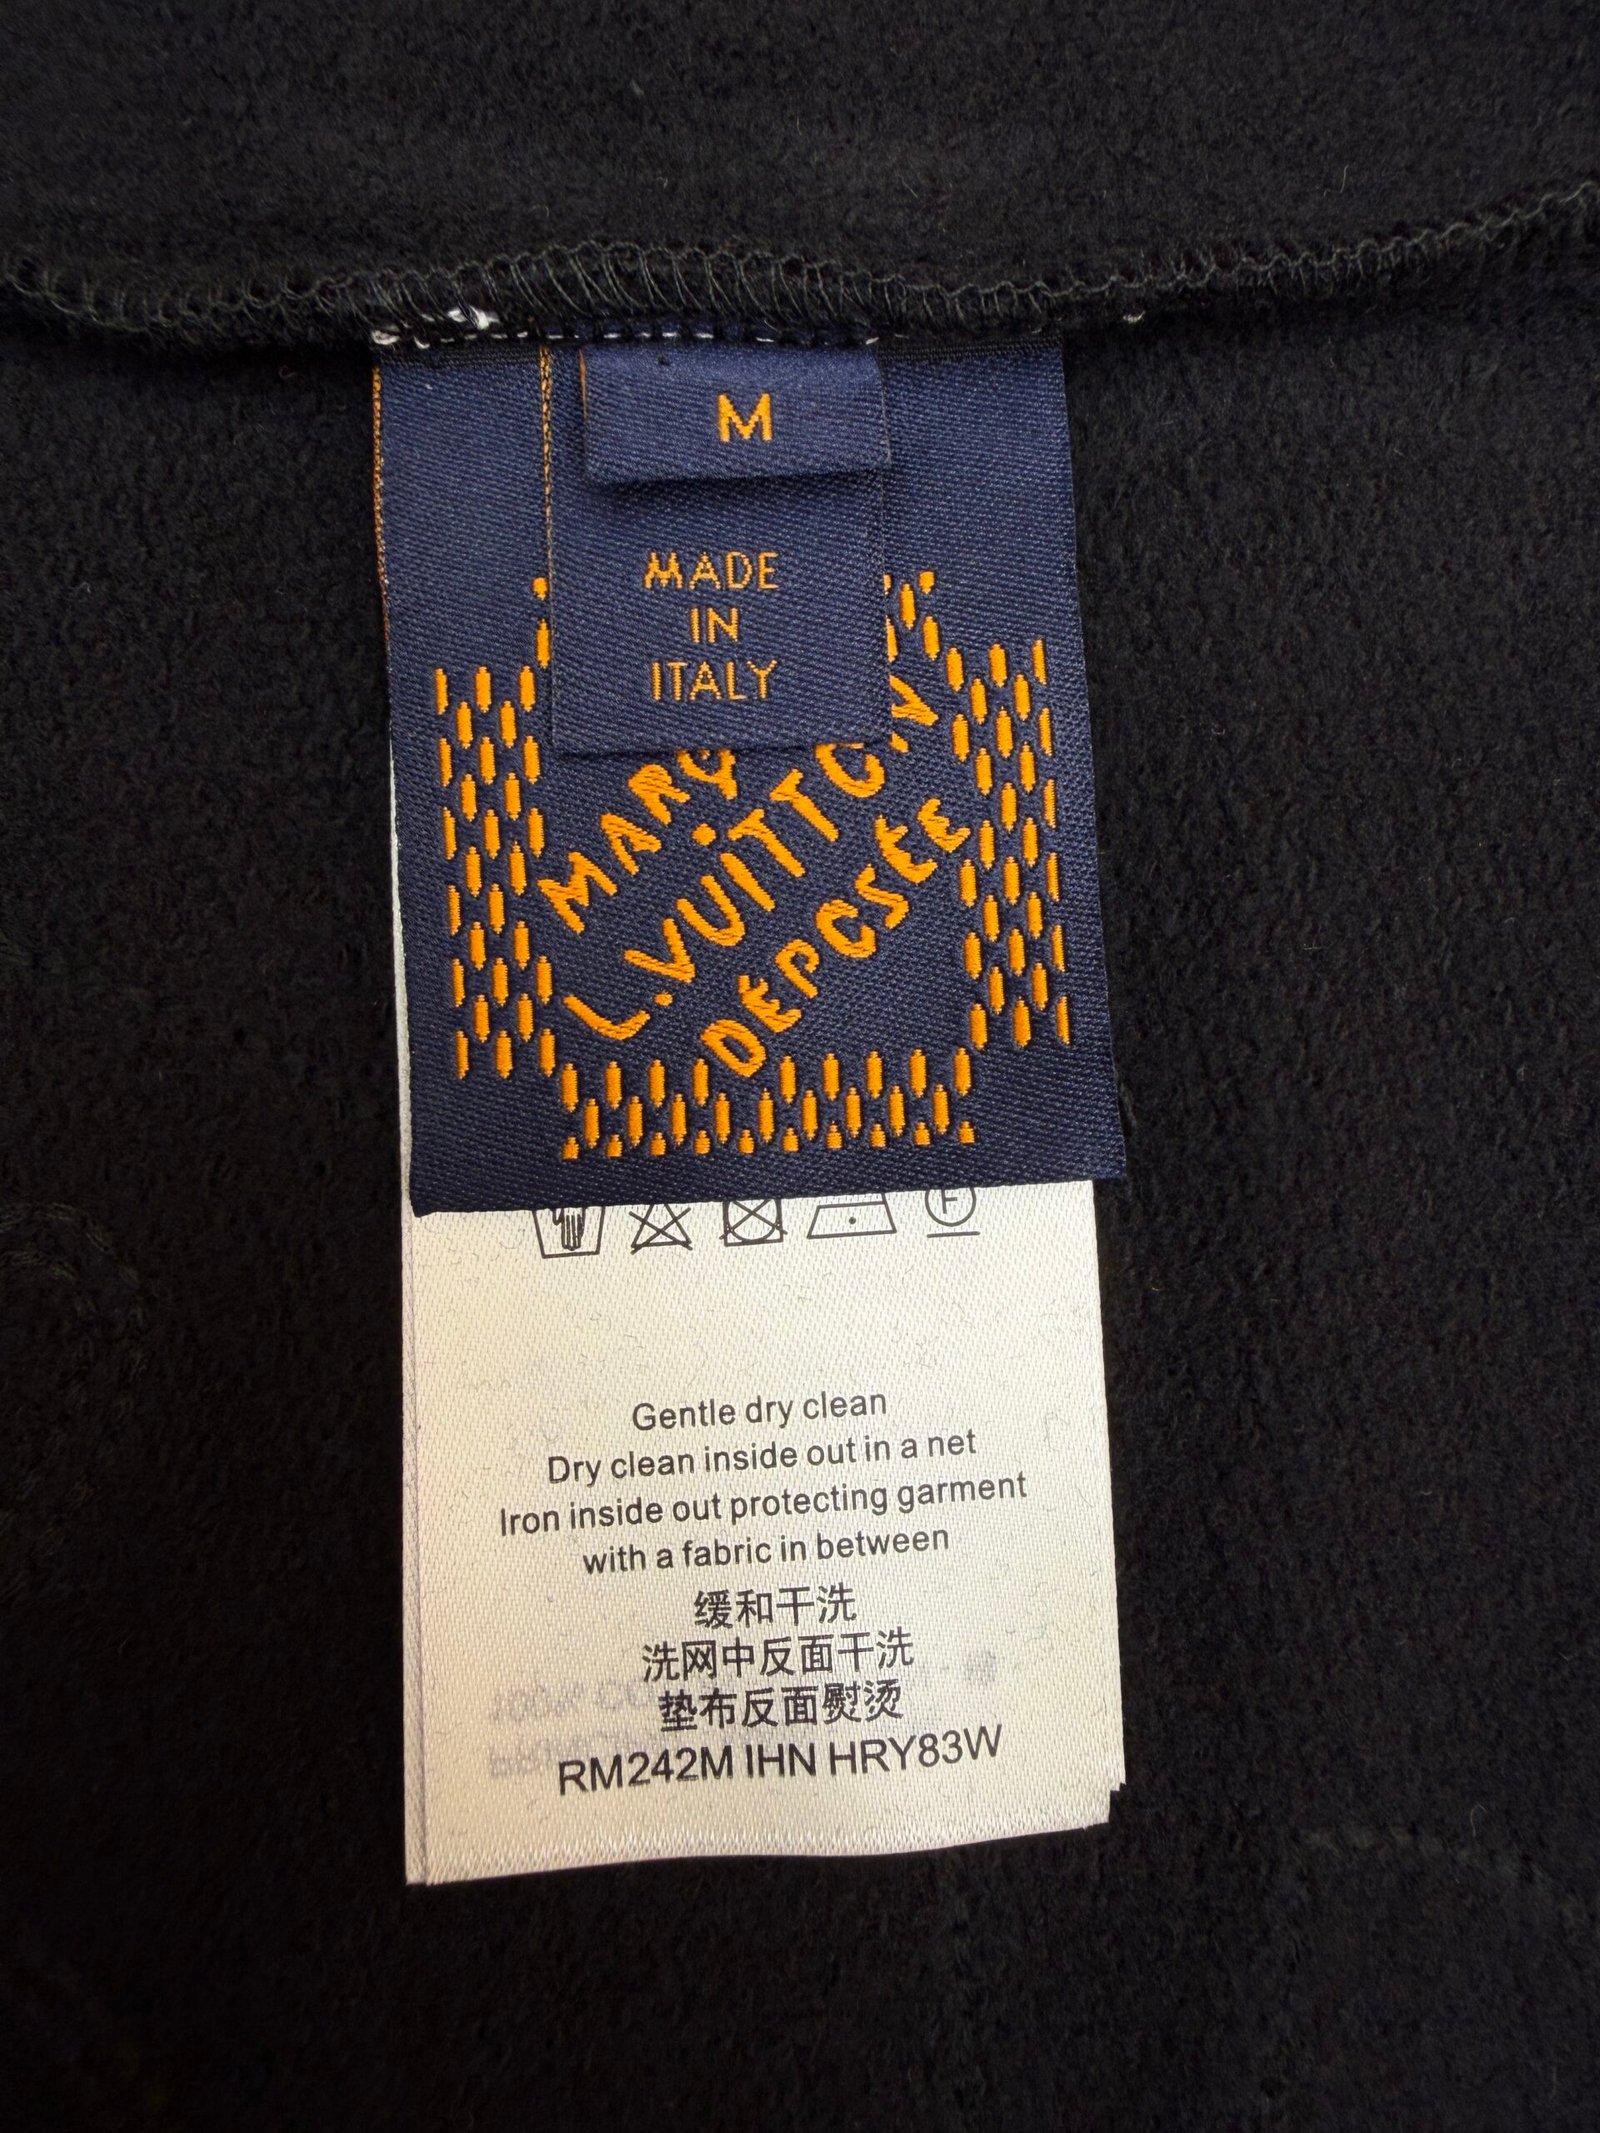 M
MADE
IN
ITALY
L.VUITTON
DÉPCSÉE
F
Gentle dry clean
Dry clean inside out in a net
Iron inside out protecting garment
with a fabric in between
缓和干洗
洗网中反面干洗
垫布反面熨烫
RM242M IHN HRY83W